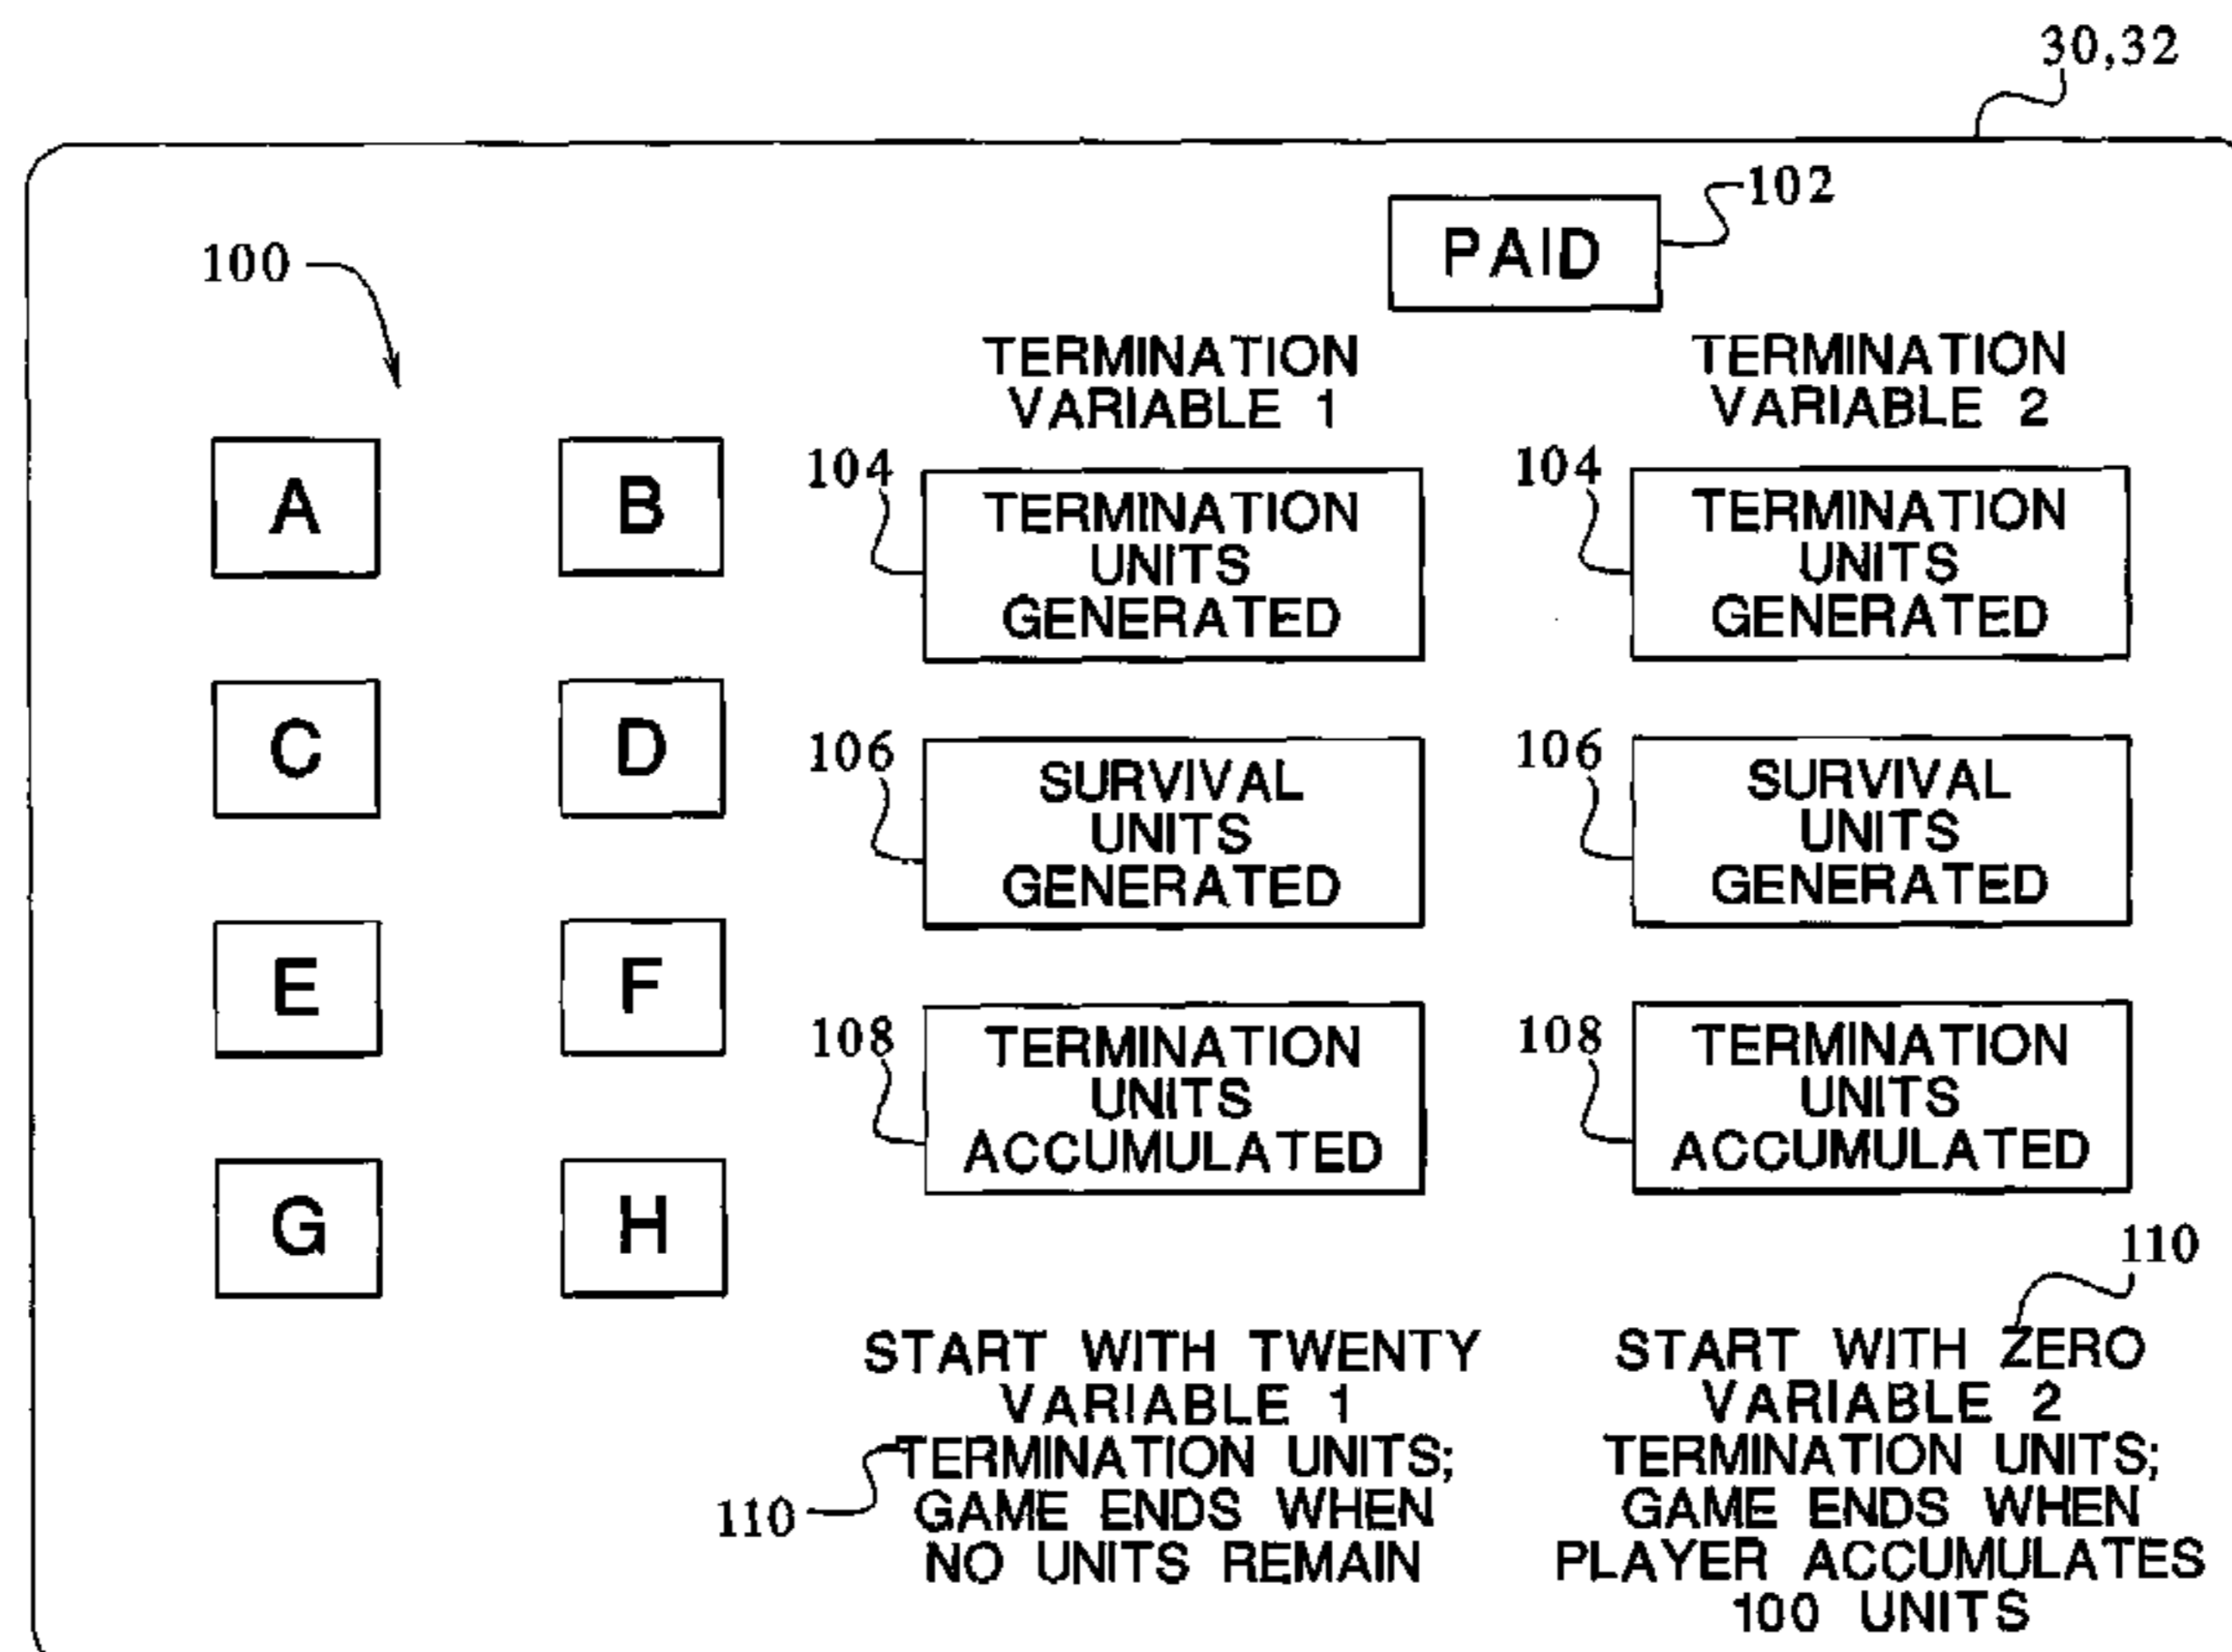 30,32
PAID
102
100
TERMINATION
VARIABLE 1
TERMINATION
VARIABLE 2
A
B
C
D
E
F
G
H
104
TERMINATION
UNITS
GENERATED
104
TERMINATION
UNITS
GENERATED
106
SURVIVAL
UNITS
GENERATED
106
SURVIVAL
UNITS
GENERATED
108
TERMINATION
UNITS
ACCUMULATED
108
TERMINATION
UNITS
ACCUMULATED
START WITH TWENTY
VARIABLE 1
TERMINATION UNITS;
GAME ENDS WHEN
NO UNITS REMAIN
110
110
START WITH ZERO
VARIABLE 2
TERMINATION UNITS;
GAME ENDS WHEN
PLAYER ACCUMULATES
100 UNITS